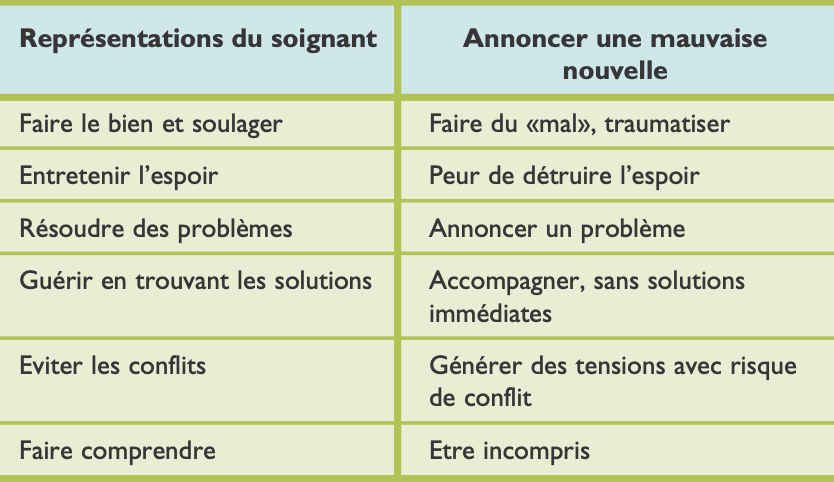 Représentations du soignant
Annoncer une mauvaise
nouvelle
Faire le bien et soulager
Faire du «mal», traumatiser
Entretenir l’espoir
Peur de détruire l’espoir
Résoudre des problèmes
Annoncer un problème
Guérir en trouvant les solutions
Accompagner, sans solutions
immédiates
Eviter les conflits
Générer des tensions avec risque
de conflit
Faire comprendre
Etre incompris